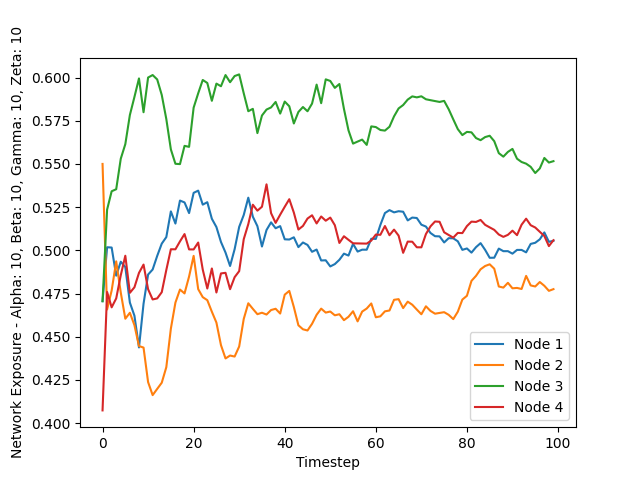 Network Exposure - Alpha: 10, Beta: 10, Gamma: 10, Zeta: 10
0.600
0.575
0.550
0.525
0.500
0.475
0.450
0.425
0.400
0
20
40
60
80
100
Timestep
Node 1
Node 2
Node 3
Node 4